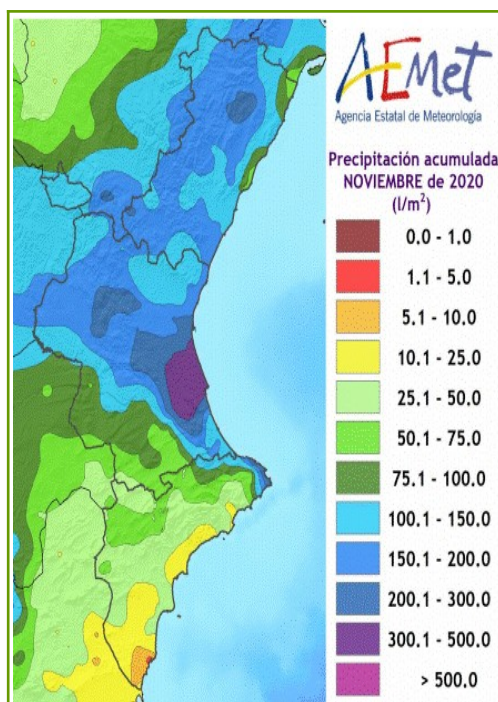 AEMet
Agencia Estatal de Meteorología
Precipitación acumulada
NOVIEMBRE de 2020
(l/m²)
0.0 - 1.0
1.1 - 5.0
5.1 - 10.0
10.1 - 25.0
25.1 - 50.0
50.1 - 75.0
75.1 - 100.0
100.1 - 150.0
150.1 - 200.0
200.1 - 300.0
300.1 - 500.0
> 500.0